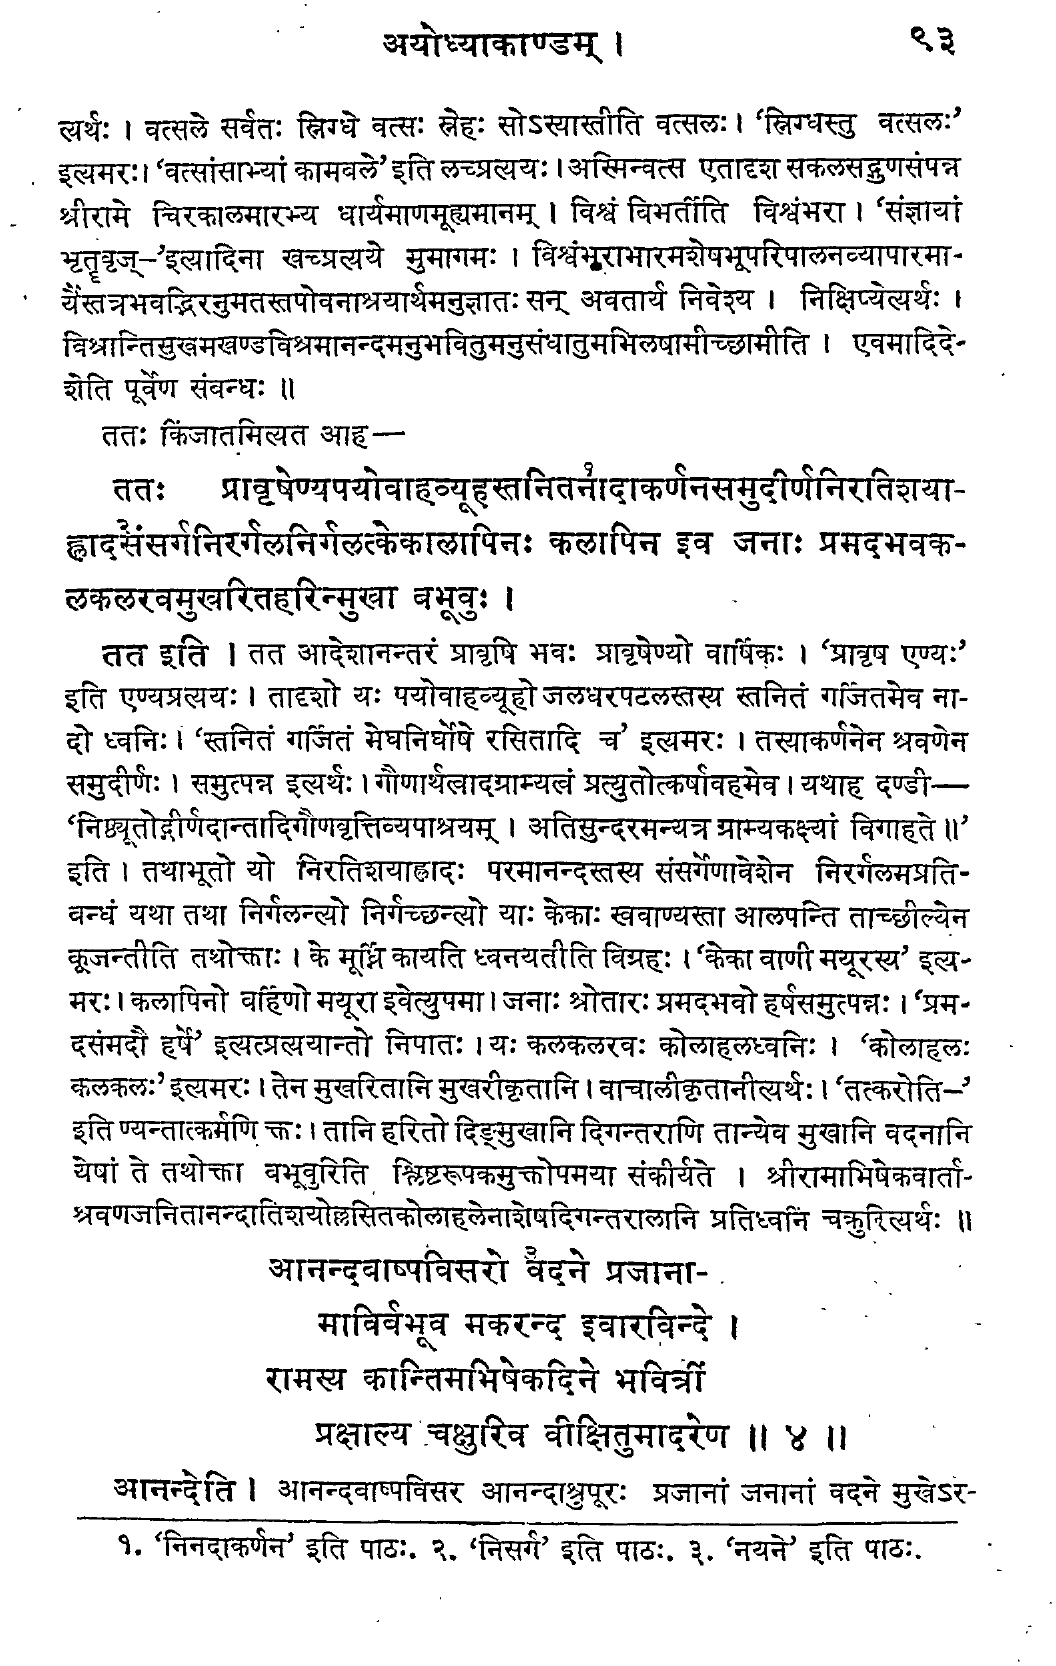 अयोध्याकाण्डम् । ९३
त्यर्थः । वत्सले सर्वतः स्निग्धे वत्सः स्नेहः सोऽस्यास्तीति वत्सलः । ‘स्निग्धस्तु वत्सलः’
इत्यमरः । ‘वत्सांसाभ्यां कामबले’ इति लच्प्रत्ययः । अस्मिन्वत्स एतादृश सकलसद्गुणसंपन्न
श्रीरामे चिरकालमारभ्य धार्यमाणमूह्यमानम् । विश्वं बिभर्तीति विश्वंभरा । ‘संज्ञायां
भृतॄवृज्–’इत्यादिना खच्प्रत्यये मुमागमः । विश्वंभराभारमशेषभूपरिपालनव्यापारमा-
र्यैस्तत्रभवद्भिरनुमतस्तपोवनाश्रयार्थमनुज्ञातः सन् अवतार्य निवेश्य । निक्षिप्येत्यर्थः ।
विश्रान्तिसुखमखण्डविश्रमानन्दमनुभवितुमनुसंधातुमभिलषामीच्छामीति । एवमादिदे-
शेति पूर्वेण संबन्धः ॥
ततः किंजातमित्यत आह—
ततः प्रावृषेण्यपयोवाहव्यूहस्तनितर्नादाकर्णनसमुदीर्णनिरतिशया-
ह्लादसंसर्गनिरर्गलनिर्गलत्केकालापिनः कलापिन इव जनाः प्रमदभवक-
लकलरवमुखरितहरिन्मुखा बभूवुः ।
तत इति । तत आदेशानन्तरं प्रावृषि भवः प्रावृषेण्यो वार्षिकः । ‘प्रावृष एण्यः’
इति एण्यप्रत्ययः । तादृशो यः पयोवाहव्यूहो जलधरपटलस्तस्य स्तनितं गर्जितमेव ना-
दो ध्वनिः । ‘स्तनितं गर्जितं मेघनिर्घोषे रसितादि च’ इत्यमरः । तस्याकर्णनेन श्रवणेन
समुदीर्णः । समुत्पन्न इत्यर्थः । गौणार्थत्वादग्राम्यत्वं प्रत्युतोत्कर्षावहमेव । यथाह दण्डी—
‘निष्ठ्यूतोद्गीर्णदान्तादिगौणवृत्तिव्यपाश्रयम् । अतिसुन्दरमन्यत्र ग्राम्यकक्ष्यां विगाहते ॥’
इति । तथाभूतो यो निरतिशयाह्लादः परमानन्दस्तस्य संसर्गेणावेशेन निरर्गलमप्रति-
बन्धं यथा तथा निर्गलन्त्यो निर्गच्छन्त्यो याः केकाः स्ववाण्यस्ता आलपन्ति ताच्छील्येन
कूजन्तीति तथोक्ताः । के मूर्ध्नि कायति ध्वनयतीति विग्रहः । ‘केका वाणी मयूरस्य’ इत्य-
मरः । कलापिनो बर्हिणो मयूरा इवेत्युपमा । जनाः श्रोतारः प्रमदभवो हर्षसमुत्पन्नः । ‘प्रम-
दसंमदौ हर्षे’ इत्यत्प्रत्ययान्तो निपातः । यः कलकलरवः कोलाहलध्वनिः । ‘कोलाहलः
कलकलः’ इत्यमरः । तेन मुखरितानि मुखरीकृतानि । वाचालीकृतानीत्यर्थः । ‘तत्करोति–’
इति ण्यन्तात्कर्मणि क्तः । तानि हरितो दिङ्मुखानि दिगन्तराणि तान्येव मुखानि वदनानि
येषां ते तथोक्ता बभूवुरिति श्लिष्टरूपकमुक्तोपमया संकीर्यते । श्रीरामाभिषेकवार्ता-
श्रवणजनितानन्दातिशयोल्लसितकोलाहलेनाशेषदिगन्तरालानि प्रतिध्वनिं चक्रुरित्यर्थः ॥
आनन्दबाष्पविसरो वदने प्रजाना-
माविर्बभूव मकरन्द इवारविन्दे ।
रामस्य कान्तिमभिषेकदिने भवित्रीं
प्रक्षाल्य चक्षुरिव वीक्षितुमादरेण ॥ ४ ॥
आनन्देति । आनन्दबाष्पविसर आनन्दाश्रुपूरः प्रजानां जनानां वदने मुखेऽर-
१. ‘निनदाकर्णन’ इति पाठः. २. ‘निसर्ग’ इति पाठः. ३. ‘नयने’ इति पाठः.